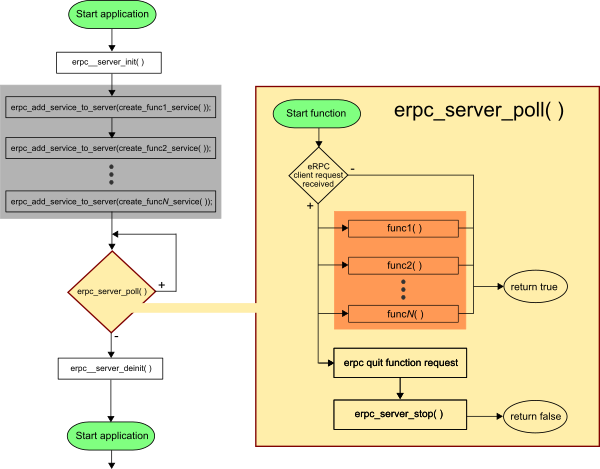 Start application
erpc__server_init( )
erpc_add_service_to_server(create_func1_service( ));
erpc_add_service_to_server(create_func2_service( ));
erpc_add_service_to_server(create_funcN_service( ));
erpc_server_poll( )
+
-
erpc__server_deinit( )
Start application
erpc_server_poll( )
Start function
eRPC
client request
received
-
+
func1( )
func2( )
funcN( )
return true
erpc quit function request
erpc_server_stop( )
return false